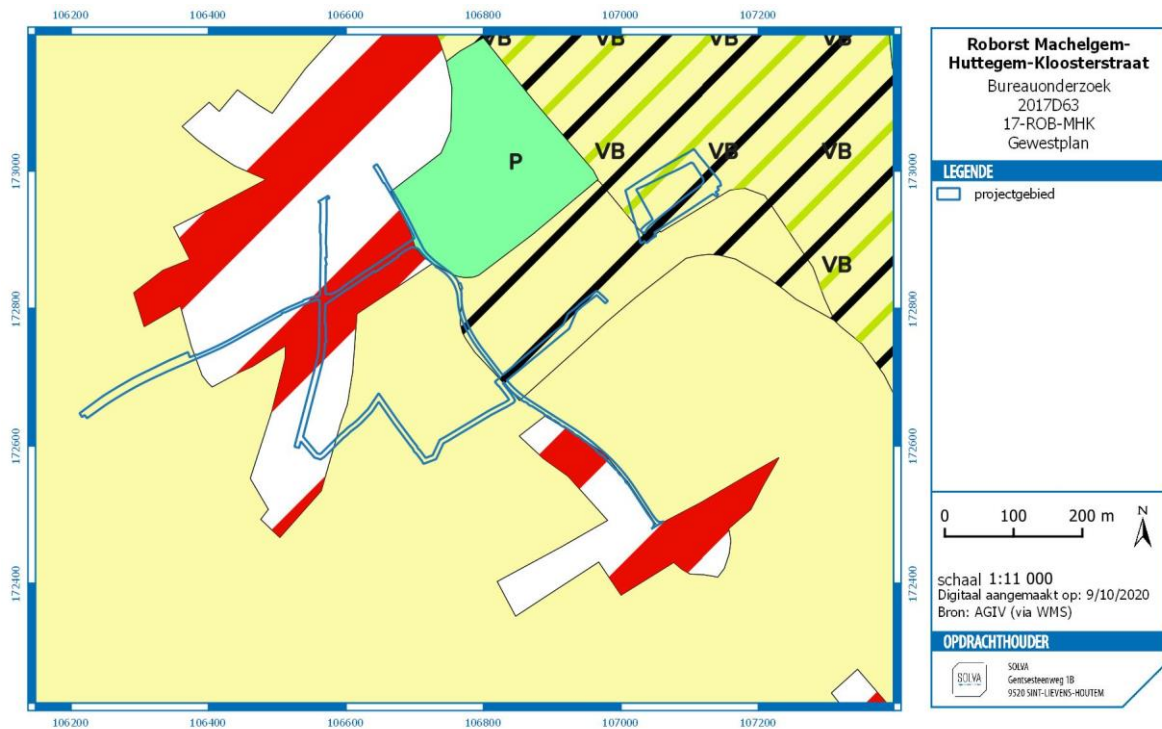 106200 106400 106600 106800 107000 107200
173000
172800
172600
172400
VB VB VB VB
P VB VB VB
VB
173000
172800
172600
172400
106200 106400 106600 106800 107000 107200
Roborst Machelgem-
Huttegem-Kloosterstraat
Bureauonderzoek
2017D63
17-ROB-MHK
Gewestplan
LEGENDE
projectgebied
0 100 200 m
N
schaal 1:11 000
Digitaal aangemaakt op: 9/10/2020
Bron: AGIV (via WMS)
OPDRACHTHOUDER
SOLVA
SOLVA
Gentsesteenweg 1B
9520 SINT-LIEVENS-HOUTEM